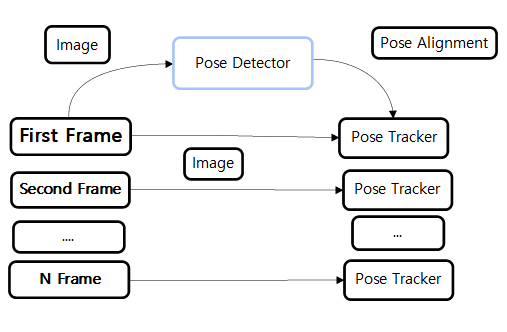 Image
Pose Alignment
Pose Detector
First Frame
Pose Tracker
Image
Second Frame
Pose Tracker
....
...
N Frame
Pose Tracker